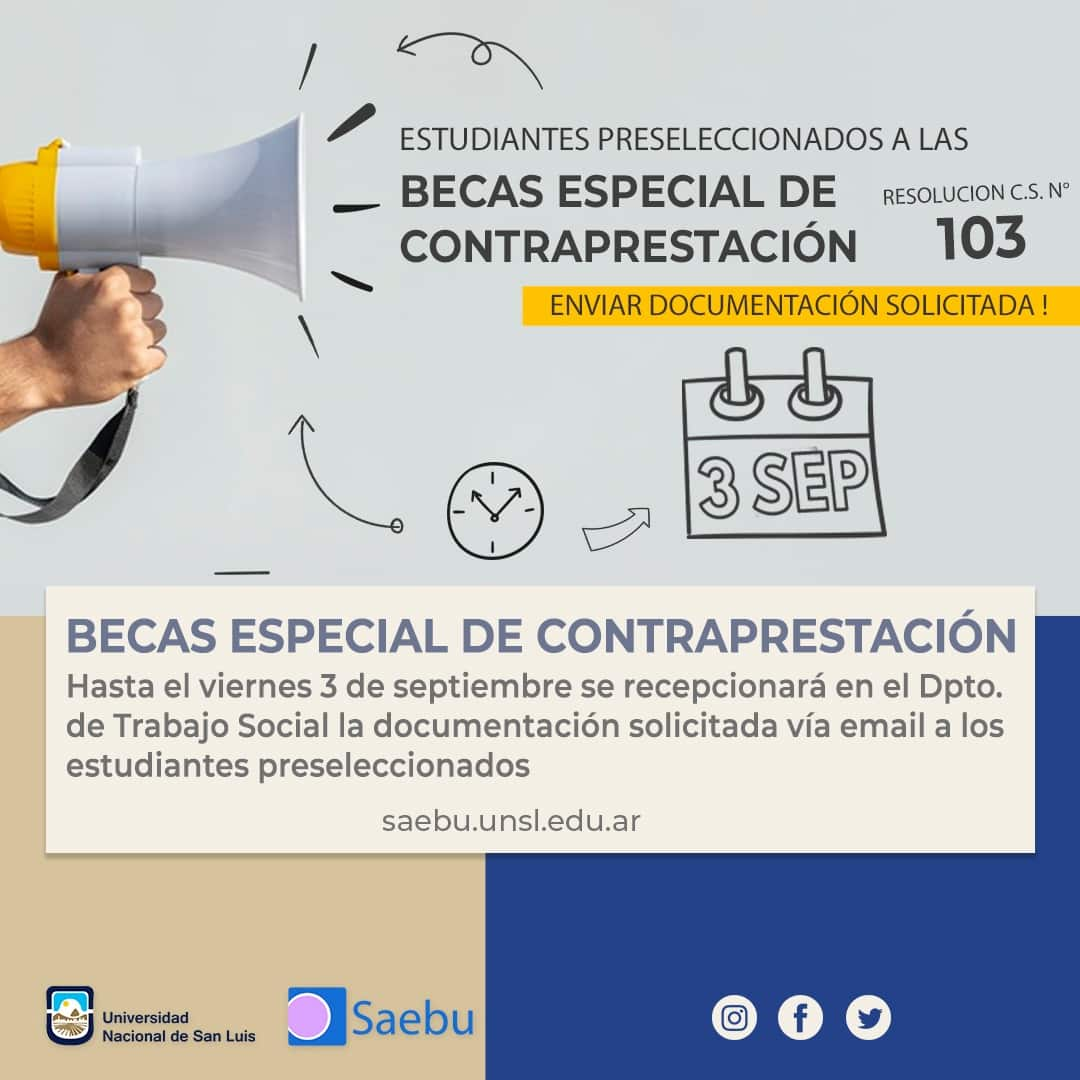 ESTUDIANTES PRESELECCIONADOS A LAS
BECAS ESPECIAL DE
CONTRAPRESTACIÓN
RESOLUCION C.S. N°
103
ENVIAR DOCUMENTACIÓN SOLICITADA !
3 SEP
BECAS ESPECIAL DE CONTRAPRESTACIÓN
Hasta el viernes 3 de septiembre se recepcionará en el Dpto.
de Trabajo Social la documentación solicitada vía email a los
estudiantes preseleccionados
saebu.unsl.edu.ar
Universidad
Nacional de San Luis
Saebu